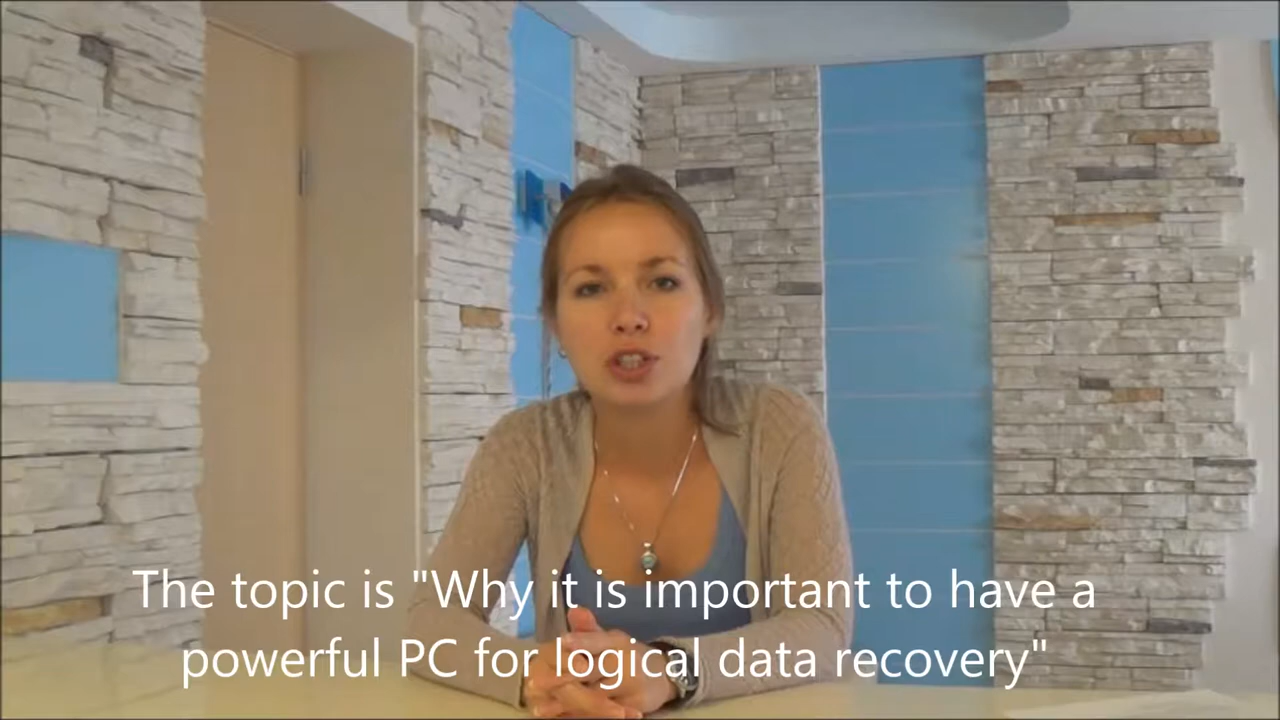 The topic is "Why it is important to have a
powerful PC for logical data recovery"